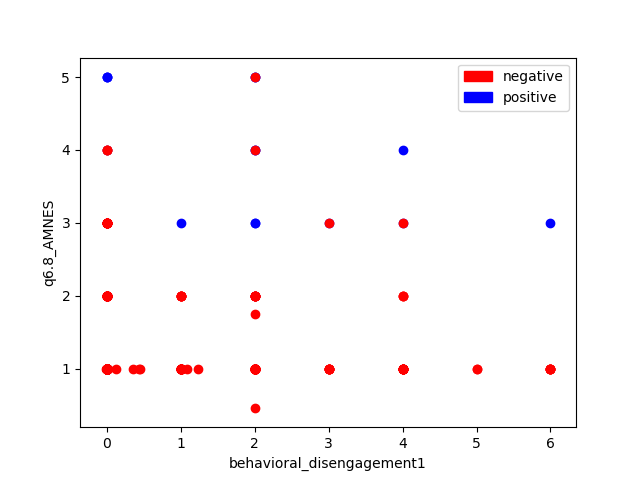 negative
positive
5
4
3
2
1
q6.8_AMNES
0 1 2 3 4 5 6
behavioral_disengagement1